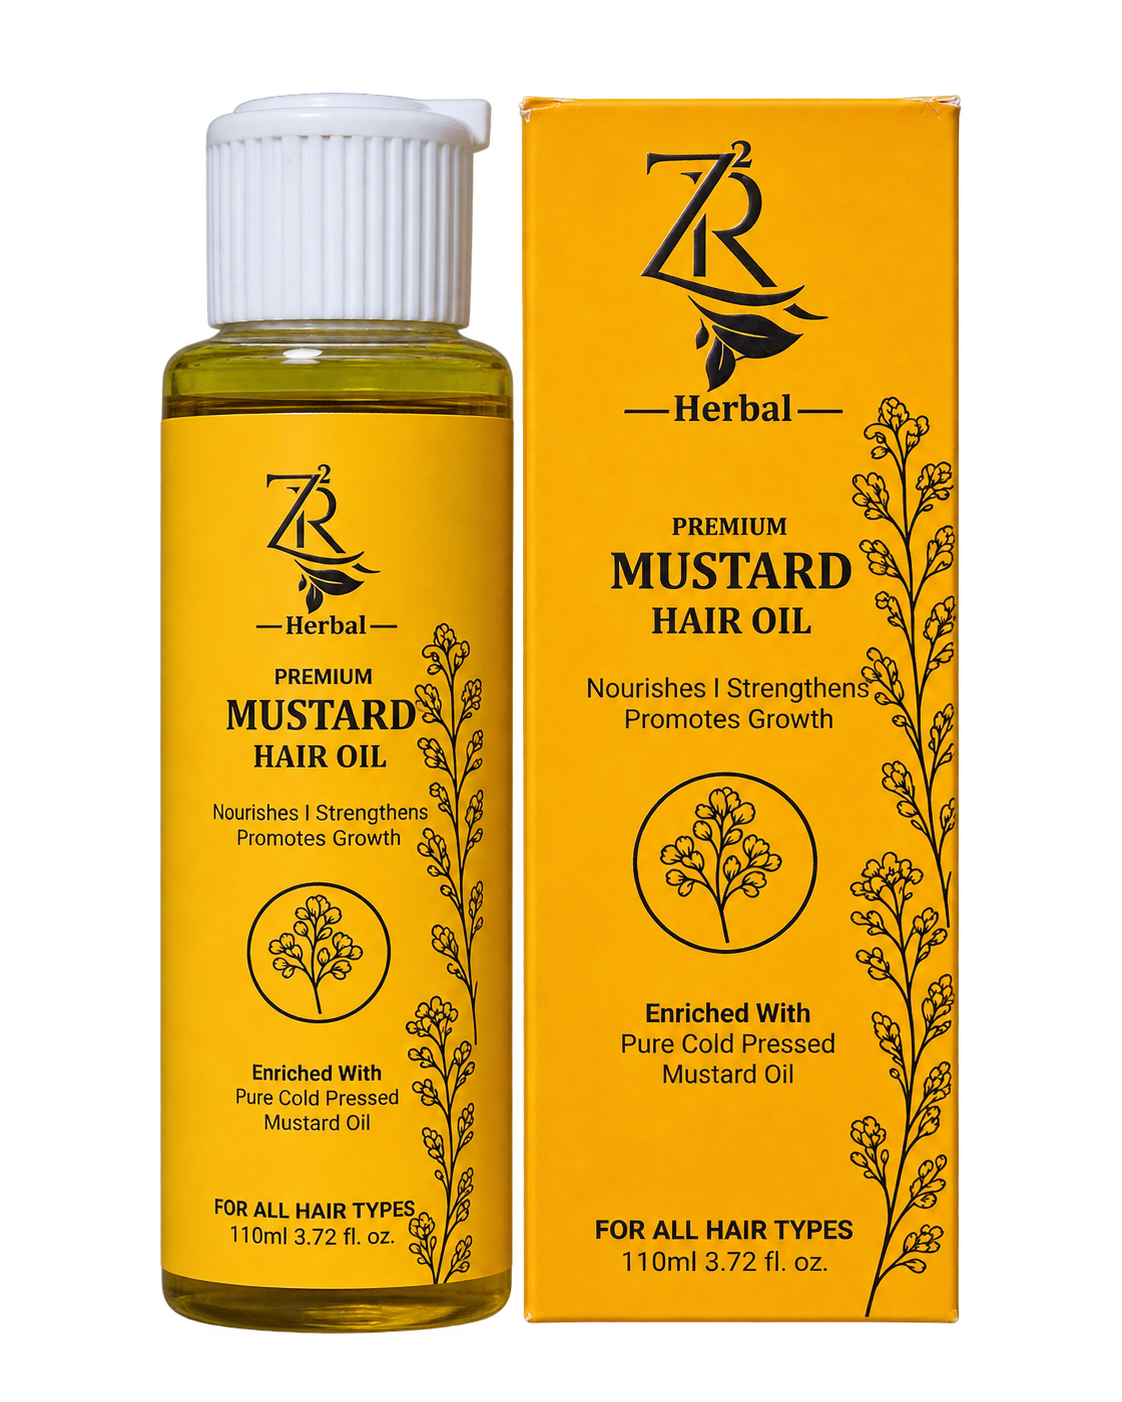 ZR²
Herbal
PREMIUM
MUSTARD
HAIR OIL
Nourishes I Strengthens
Promotes Growth
Enriched With
Pure Cold Pressed
Mustard Oil
FOR ALL HAIR TYPES
110ml 3.72 fl. oz.
ZR²
Herbal
PREMIUM
MUSTARD
HAIR OIL
Nourishes I Strengthens
Promotes Growth
Enriched With
Pure Cold Pressed
Mustard Oil
FOR ALL HAIR TYPES
110ml 3.72 fl. oz.